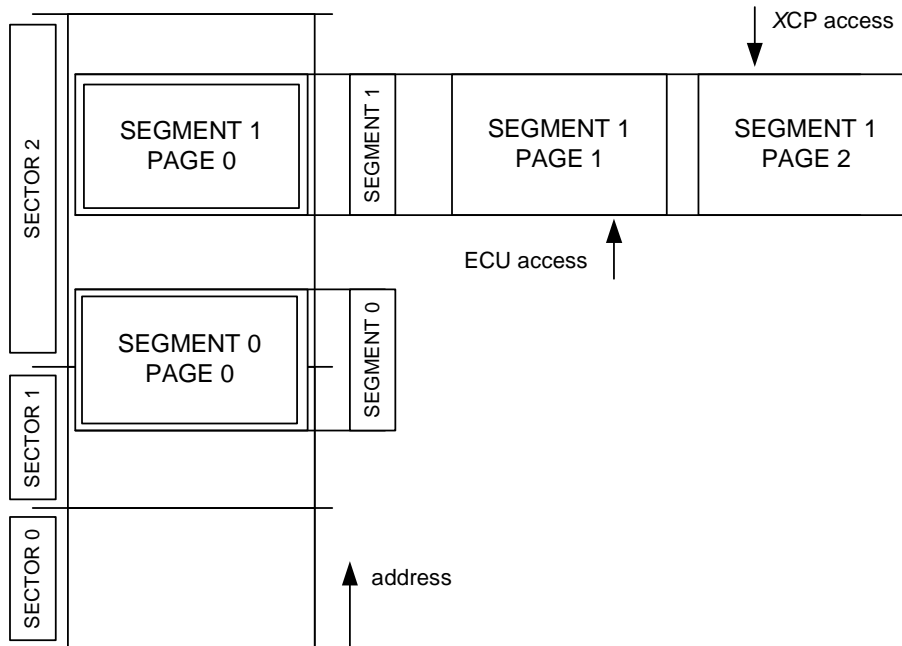 XCP access
SECTOR 2
SEGMENT 1
PAGE 0
SEGMENT 1
SEGMENT 1
PAGE 1
SEGMENT 1
PAGE 2
ECU access
SEGMENT 0
PAGE 0
SEGMENT 0
SECTOR 1
SECTOR 0
address